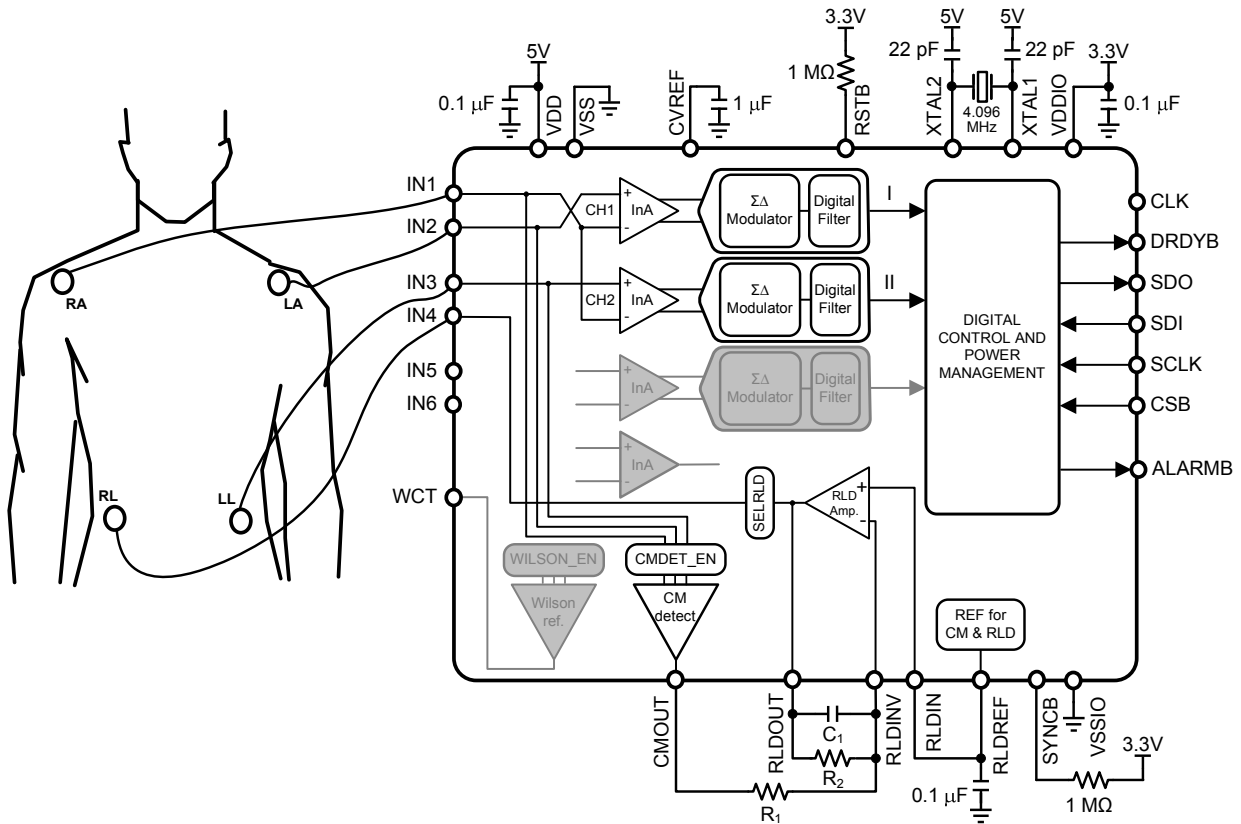 3.3V
5V
5V
5V
22 pF
22 pF
3.3V
1 MΩ
0.1 µF
1 µF
4.096
MHz
0.1 µF
VDD
VSS
CVREF
RSTB
XTAL2
XTAL1
VDDIO
IN1
IN2
IN3
IN4
IN5
IN6
WCT
RA
LA
RL
LL
CH1
+
-
InA
ΣΔ
Modulator
Digital
Filter
I
CH2
+
-
InA
ΣΔ
Modulator
Digital
Filter
II
+
-
InA
ΣΔ
Modulator
Digital
Filter
+
-
InA
DIGITAL
CONTROL AND
POWER
MANAGEMENT
CLK
DRDYB
SDO
SDI
SCLK
CSB
ALARMB
SELRLD
RLD
Amp.
+
-
WILSON_EN
Wilson
ref.
CMDET_EN
CM
detect
REF for
CM & RLD
CMOUT
RLDOUT
RLDINV
RLDIN
RLDREF
SYNCB
VSSIO
C1
R2
R1
0.1 µF
3.3V
1 MΩ